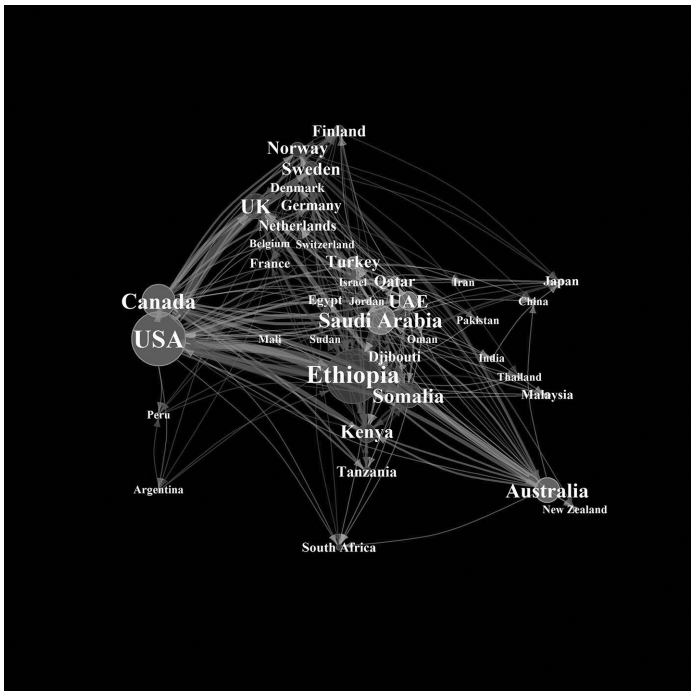 Finland
Norway
Sweden
Denmark
UK
Germany
Netherlands
Belgium
Switzerland
France
Turkey
Israel
Qatar
Iran
Japan
Canada
Egypt
Jordan
UAE
China
Saudi Arabia
Pakistan
USA
Mali
Sudan
Oman
Djibouti
India
Ethiopia
Thailand
Somalia
Malaysia
Peru
Kenya
Tanzania
Argentina
Australia
New Zealand
South Africa